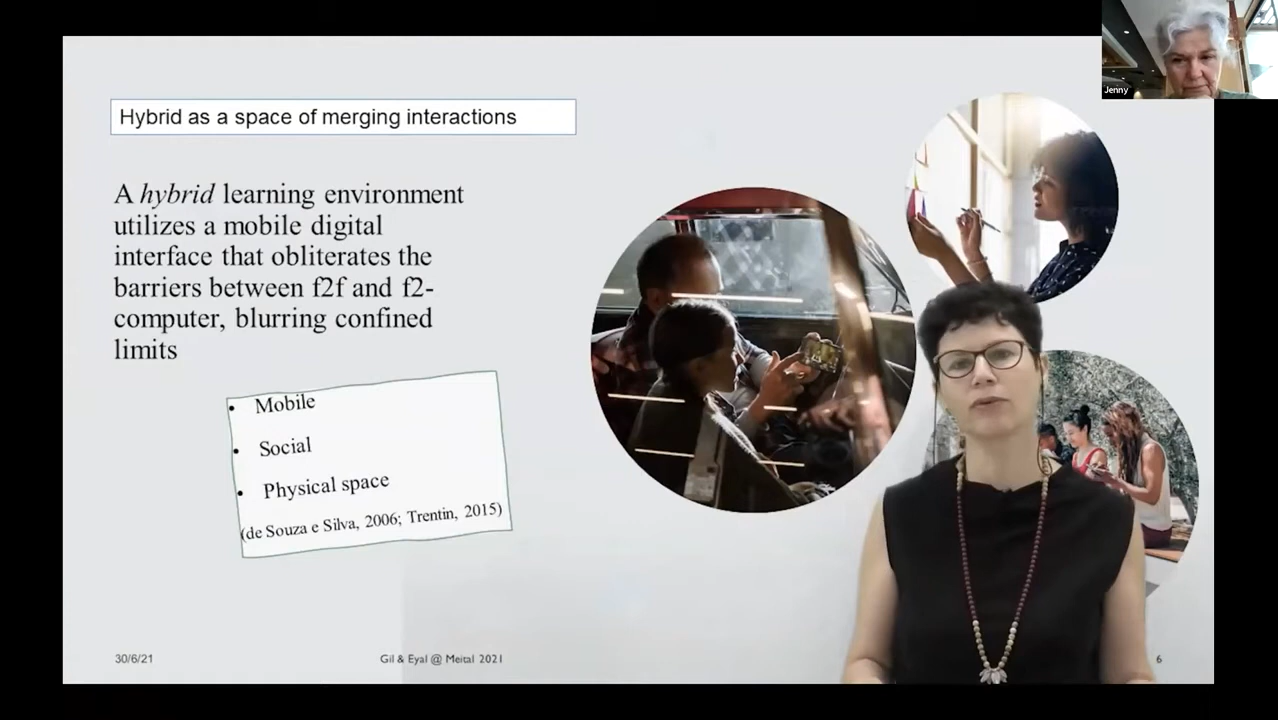 Jenny
Hybrid as a space of merging interactions
A hybrid learning environment
utilizes a mobile digital
interface that obliterates the
barriers between f2f and f2-
computer, blurring confined
limits
• Mobile
• Social
• Physical space
(de Souza e Silva, 2006; Trentin, 2015)
30/6/21
Gil & Eyal @ Meital 2021
6